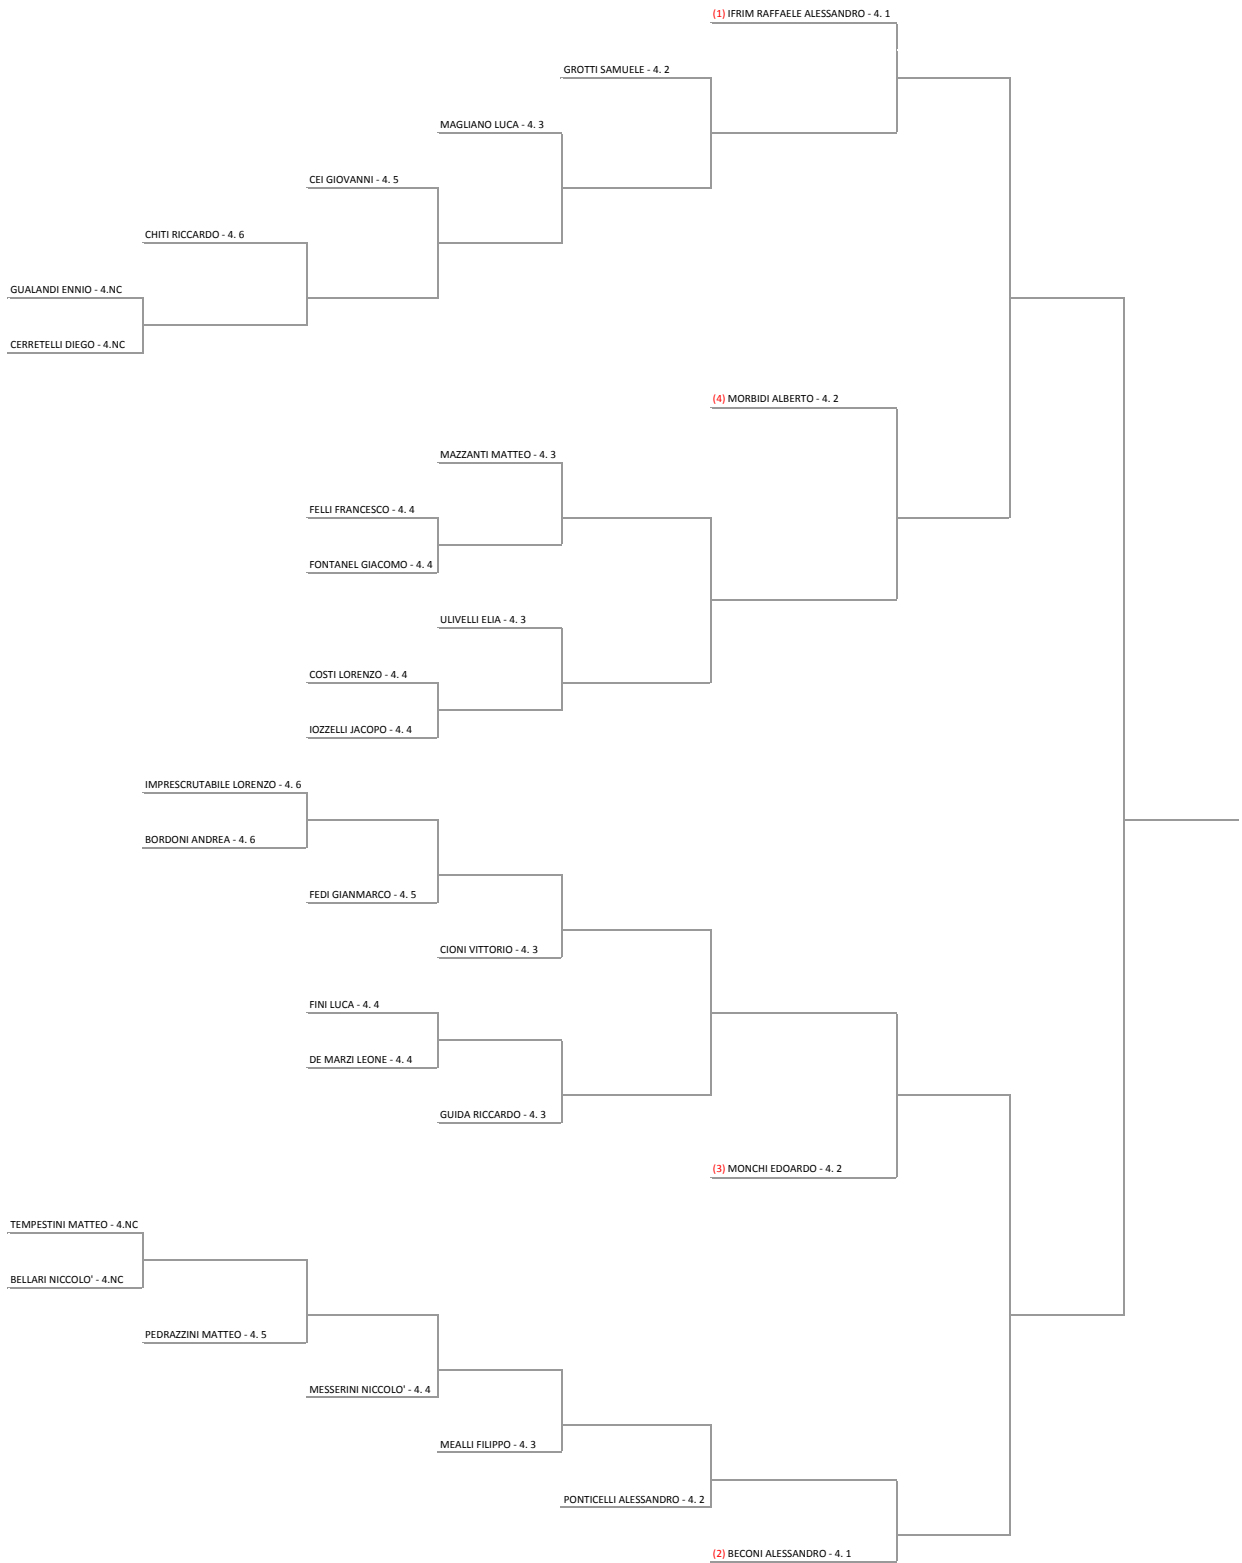 (1) IFRIM RAFFAELE ALESSANDRO - 4. 1
GROTTI SAMUELE - 4. 2
MAGLIANO LUCA - 4. 3
CEI GIOVANNI - 4. 5
CHITI RICCARDO - 4. 6
GUALANDI ENNIO - 4.NC
CERRETELLI DIEGO - 4.NC
(4) MORBIDI ALBERTO - 4. 2
MAZZANTI MATTEO - 4. 3
FELLI FRANCESCO - 4. 4
FONTANEL GIACOMO - 4. 4
ULIVELLI ELIA - 4. 3
COSTI LORENZO - 4. 4
IOZZELLI JACOPO - 4. 4
IMPRESCRUTABILE LORENZO - 4. 6
BORDONI ANDREA - 4. 6
FEDI GIANMARCO - 4. 5
CIONI VITTORIO - 4. 3
FINI LUCA - 4. 4
DE MARZI LEONE - 4. 4
GUIDA RICCARDO - 4. 3
(3) MONCHI EDOARDO - 4. 2
TEMPESTINI MATTEO - 4.NC
BELLARI NICCOLO' - 4.NC
PEDRAZZINI MATTEO - 4. 5
MESSERINI NICCOLO' - 4. 4
MEALLI FILIPPO - 4. 3
PONTICELLI ALESSANDRO - 4. 2
(2) BECONI ALESSANDRO - 4. 1